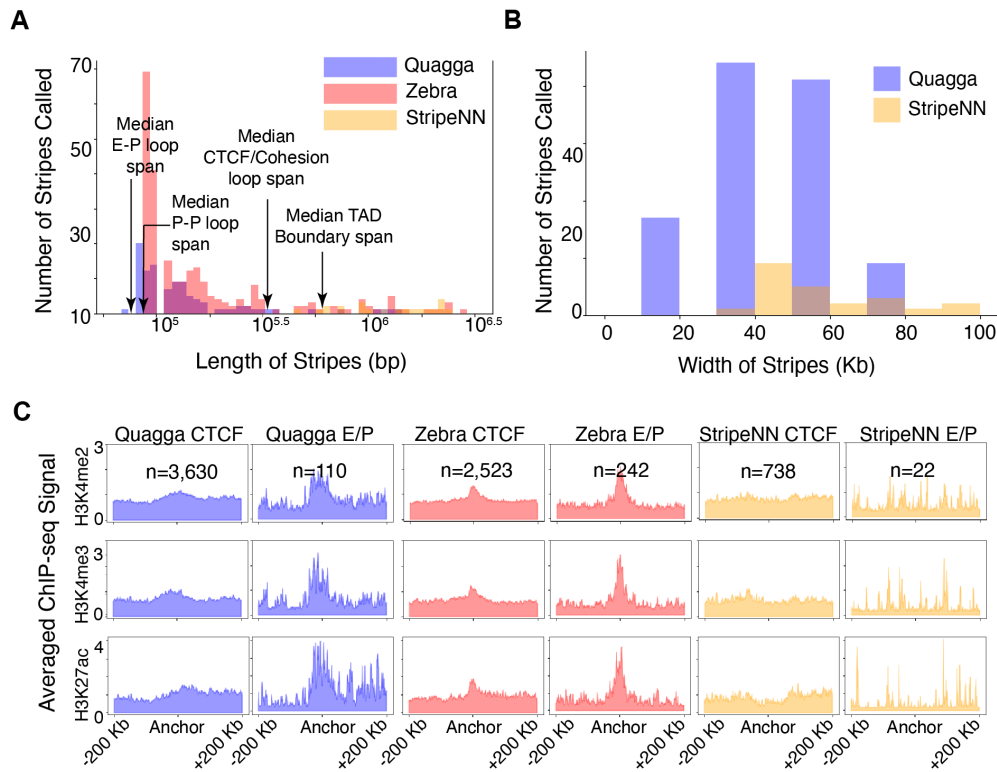 A
Number of Stripes Called
70
50
30
10
Quagga
Zebra
StripeNN
Median
E-P loop
span
Median
P-P loop
span
Median
CTCF/Cohesion
loop span
Median TAD
Boundary span
10^5
10^5.5
10^6
10^6.5
Length of Stripes (bp)
B
Number of Stripes Called
40
20
0
Quagga
StripeNN
0 20 40 60 80 100
Width of Stripes (Kb)
C
Averaged ChIP-seq Signal
Quagga CTCF Quagga E/P Zebra CTCF Zebra E/P StripeNN CTCF StripeNN E/P
H3K4me2
3
0
n=3,630 n=110 n=2,523 n=242 n=738 n=22
H3K4me3
3
0
H3K27ac
4
0
-200 Kb Anchor +200 Kb -200 Kb Anchor +200 Kb -200 Kb Anchor +200 Kb -200 Kb Anchor +200 Kb -200 Kb Anchor +200 Kb -200 Kb Anchor +200 Kb